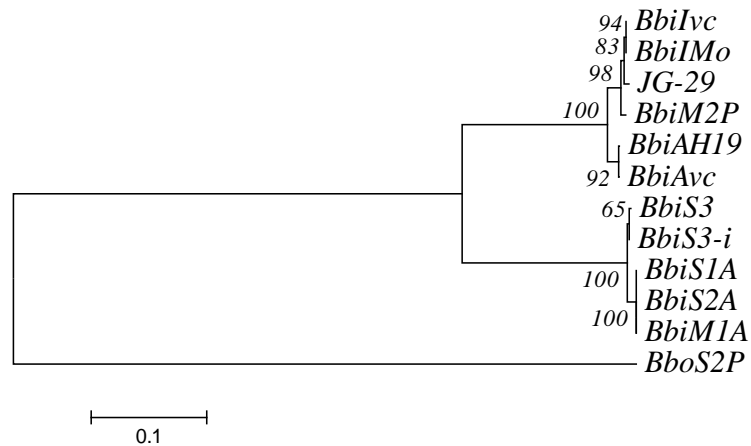 94 BbiIvc
83 BbiIMo
JG-29
98
BbiM2P
100
BbiAH19
92 BbiAvc
65 BbiS3
BbiS3-i
BbiS1A
100
BbiS2A
100
BbiM1A
BboS2P
0.1